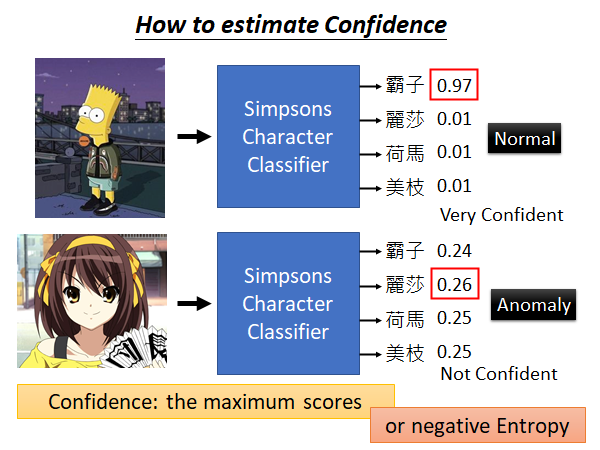 How to estimate Confidence
Simpsons
Character
Classifier
霸子 0.97
麗莎 0.01
荷馬 0.01
美枝 0.01
Normal
Very Confident
Simpsons
Character
Classifier
霸子 0.24
麗莎 0.26
荷馬 0.25
美枝 0.25
Anomaly
Not Confident
Confidence: the maximum scores
or negative Entropy